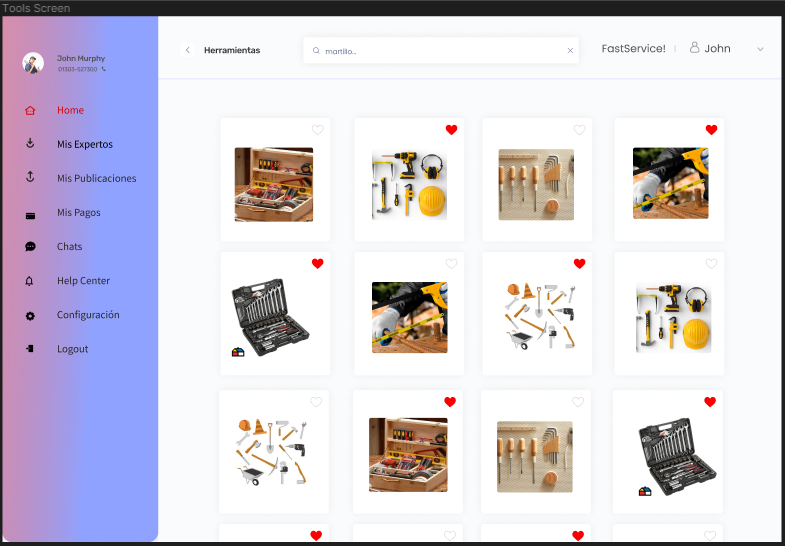 Tools Screen
John Murphy
01303-527300
Herramientas
martillo..
FastService!
John
Home
Mis Expertos
Mis Publicaciones
Mis Pagos
Chats
Help Center
Configuración
Logout